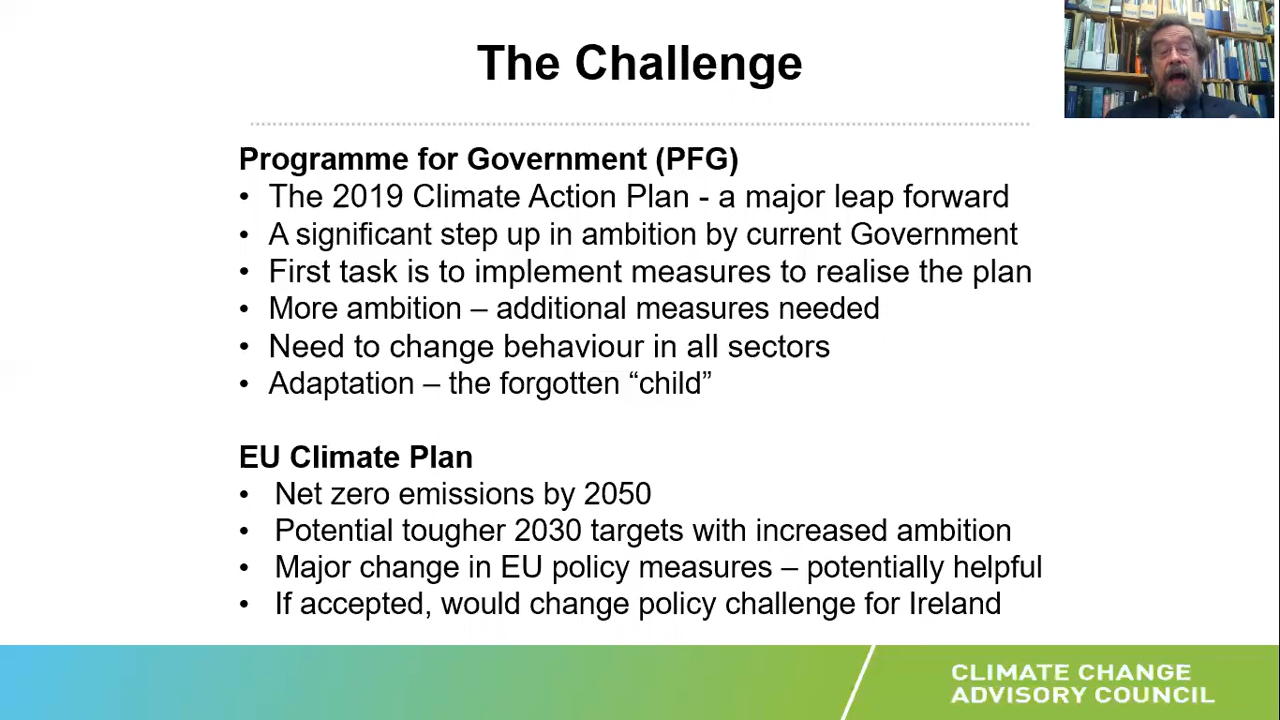 The Challenge
Programme for Government (PFG)
• The 2019 Climate Action Plan - a major leap forward
• A significant step up in ambition by current Government
• First task is to implement measures to realise the plan
• More ambition – additional measures needed
• Need to change behaviour in all sectors
• Adaptation – the forgotten “child”
EU Climate Plan
• Net zero emissions by 2050
• Potential tougher 2030 targets with increased ambition
• Major change in EU policy measures – potentially helpful
• If accepted, would change policy challenge for Ireland
CLIMATE CHANGE
ADVISORY COUNCIL